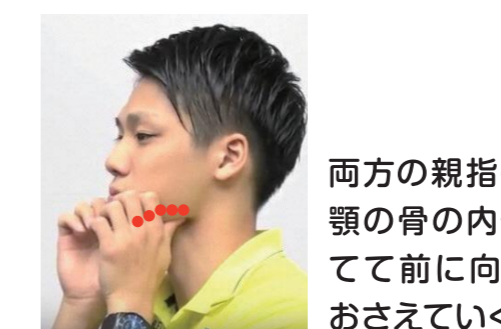 両方の親指
顎の骨の内
てて前に向
おさえてい